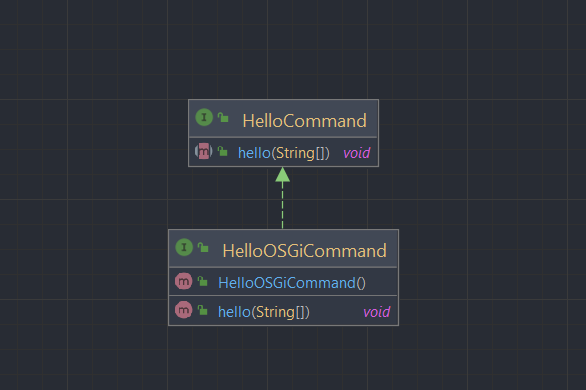 I HelloCommand
m hello(String[]) void
I HelloOSGiCommand
m HelloOSGiCommand()
m hello(String[]) void